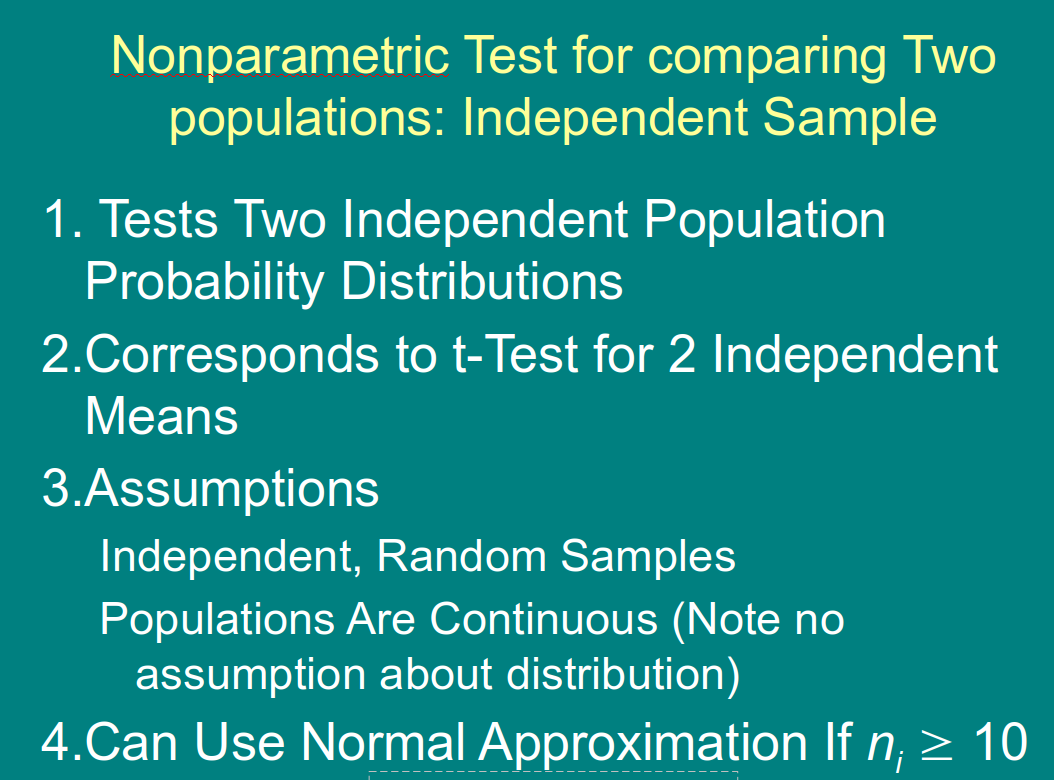 Nonparametric Test for comparing Two
populations: Independent Sample
1. Tests Two Independent Population
Probability Distributions
2.Corresponds to t-Test for 2 Independent
Means
3.Assumptions
Independent, Random Samples
Populations Are Continuous (Note no
assumption about distribution)
4.Can Use Normal Approximation If nᵢ ≥ 10